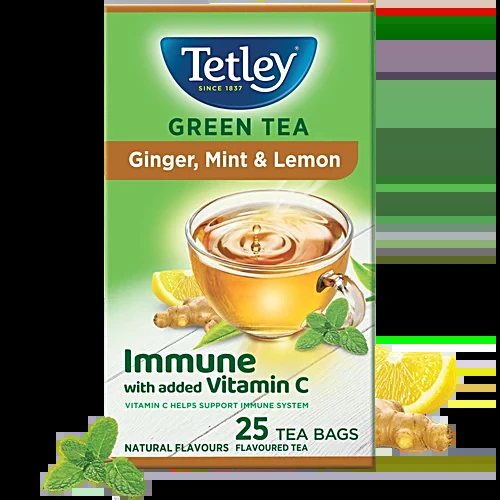 Tetley
SINCE 1837
GREEN TEA
Ginger, Mint & Lemon
Immune
with added Vitamin C
VITAMIN C HELPS SUPPORT IMMUNE SYSTEM
25 TEA BAGS
NATURAL FLAVOURS FLAVOURED TEA